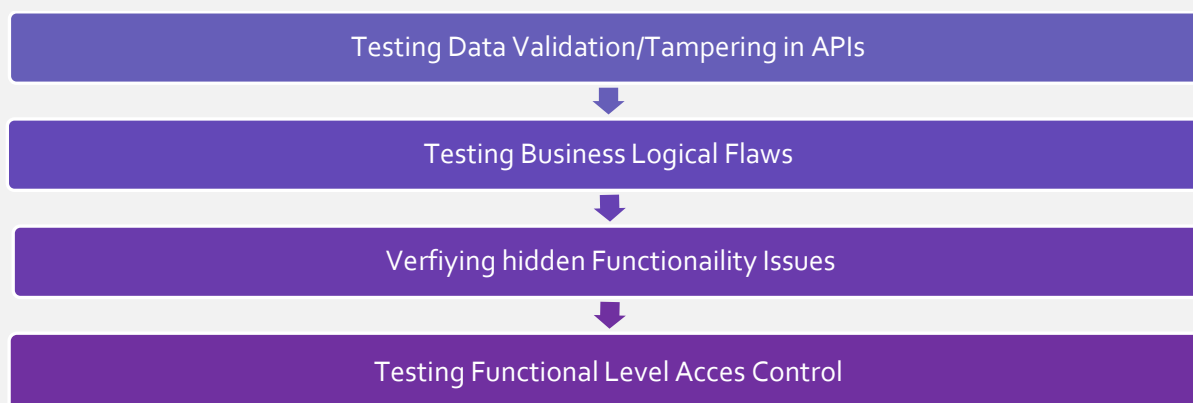 Testing Data Validation/Tampering in APIs
Testing Business Logical Flaws
Verfiying hidden Functionaility Issues
Testing Functional Level Acces Control